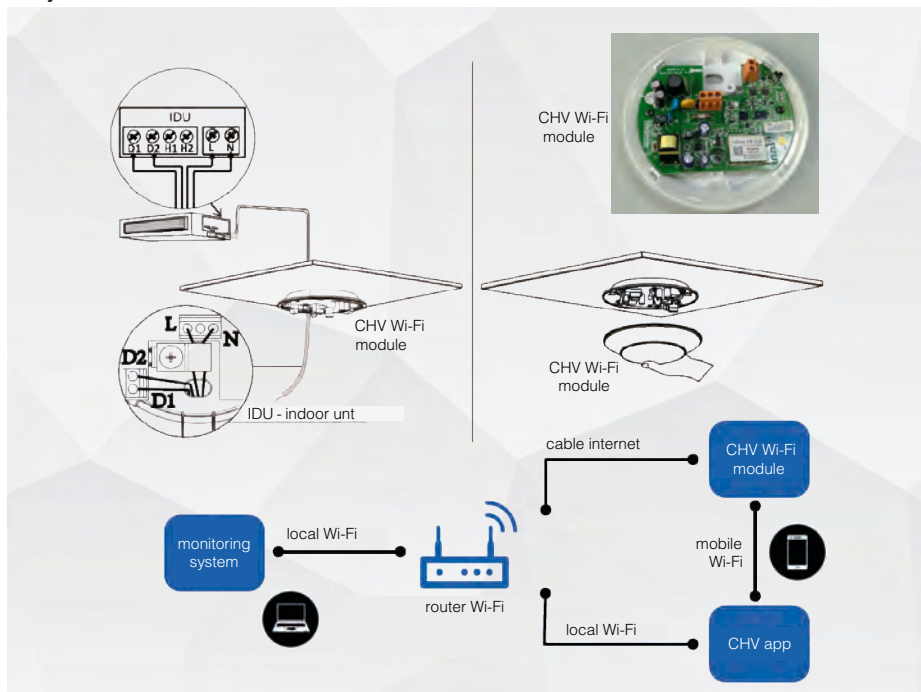 IDU
D1 D2 H1 H2 L N
CHV Wi-Fi
module
L
N
D2
D1
CHV Wi-Fi
module
IDU - indoor unt
CHV Wi-Fi
module
cable internet
CHV Wi-Fi
module
monitoring
system
local Wi-Fi
router Wi-Fi
mobile
Wi-Fi
local Wi-Fi
CHV app